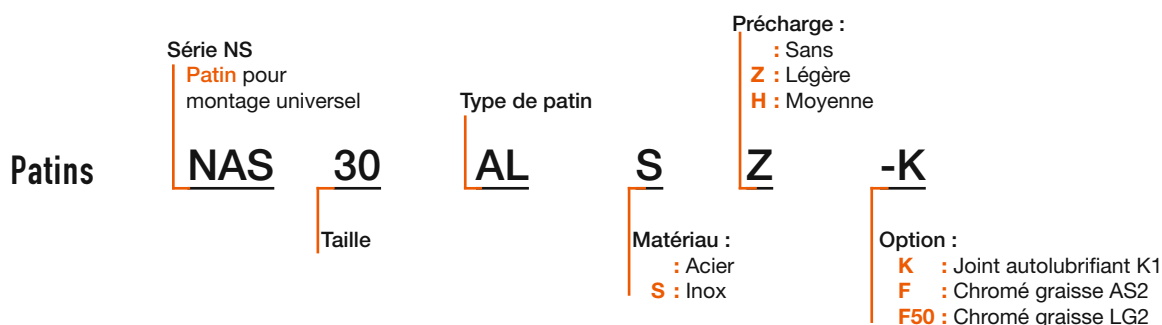 Précharge :
: Sans
Z : Légère
H : Moyenne
Série NS
Patin pour
montage universel
Type de patin
Patins NAS 30 AL S Z -K
Taille
Matériau :
: Acier
S : Inox
Option :
K : Joint autolubrifiant K1
F : Chromé graisse AS2
F50 : Chromé graisse LG2